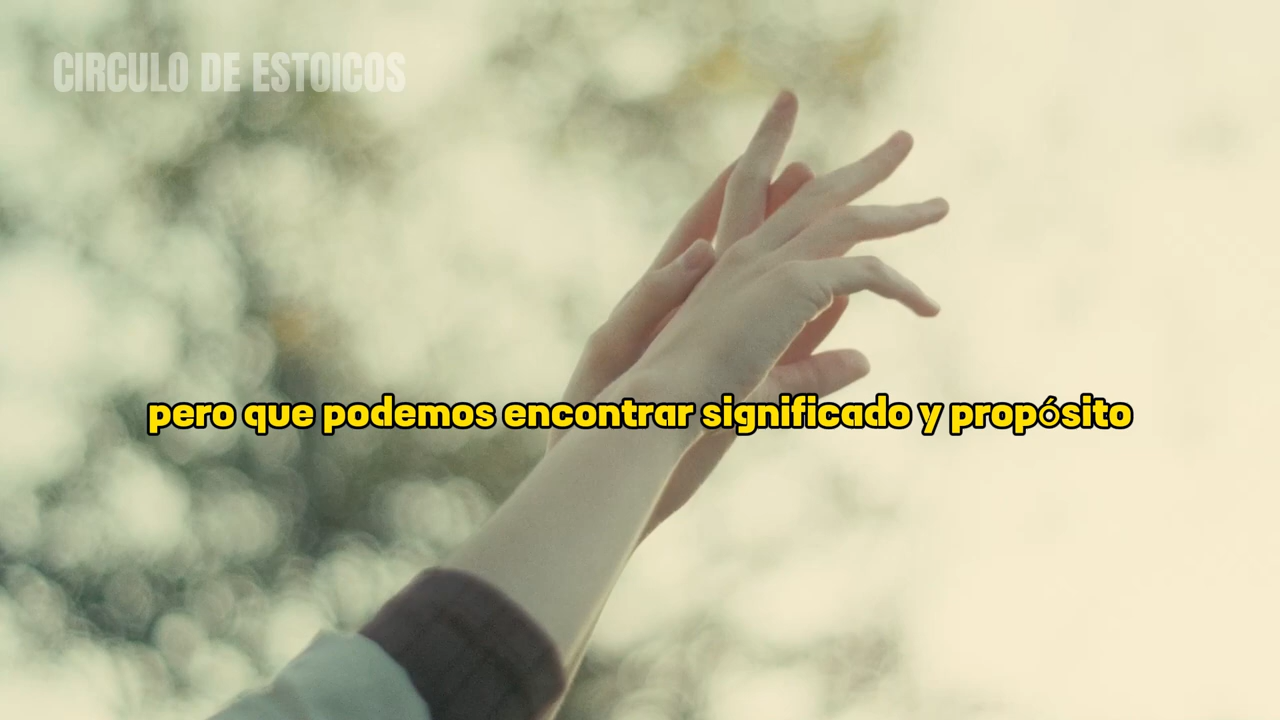 CIRCULO DE ESTOICOS
pero que podemos encontrar significado y propósito